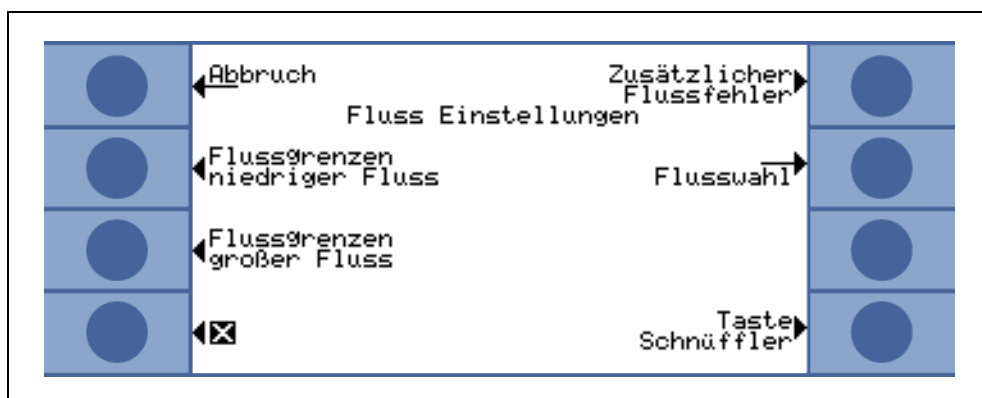 Abbruch
Zusätzlicher
Flussfehler
Fluss Einstellungen
Flussgrenzen
niedriger Fluss
Flusswahl
Flussgrenzen
großer Fluss
Taste
Schnüffler